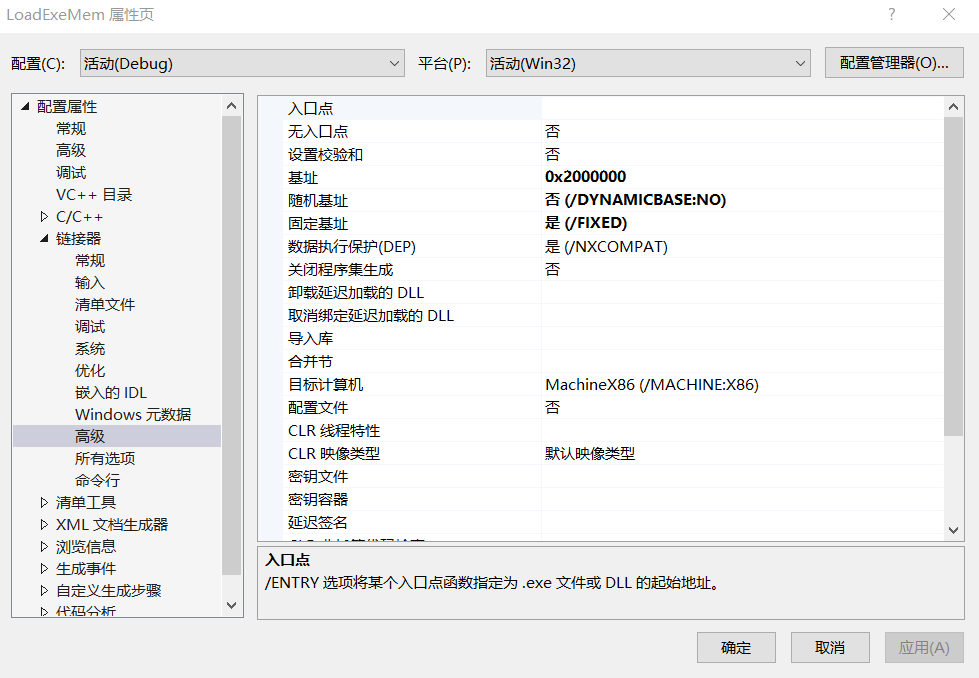 LoadExeMem 属性页
?
配置(C): 活动(Debug) 平台(P): 活动(Win32) 配置管理器(O)...
配置属性
常规
高级
调试
VC++ 目录
C/C++
链接器
常规
输入
清单文件
调试
系统
优化
嵌入的 IDL
Windows 元数据
高级
所有选项
命令行
清单工具
XML 文档生成器
浏览信息
生成事件
自定义生成步骤
代码分析
入口点
无入口点 否
设置校验和 否
基址 0x2000000
随机基址 否 (/DYNAMICBASE:NO)
固定基址 是 (/FIXED)
数据执行保护(DEP) 是 (/NXCOMPAT)
关闭程序集生成 否
卸载延迟加载的 DLL
取消绑定延迟加载的 DLL
导入库
合并节
目标计算机 MachineX86 (/MACHINE:X86)
配置文件 否
CLR 线程特性
CLR 映像类型 默认映像类型
密钥文件
密钥容器
延迟签名
入口点
/ENTRY 选项将某个入口点函数指定为 .exe 文件或 DLL 的起始地址。
确定 取消 应用(A)